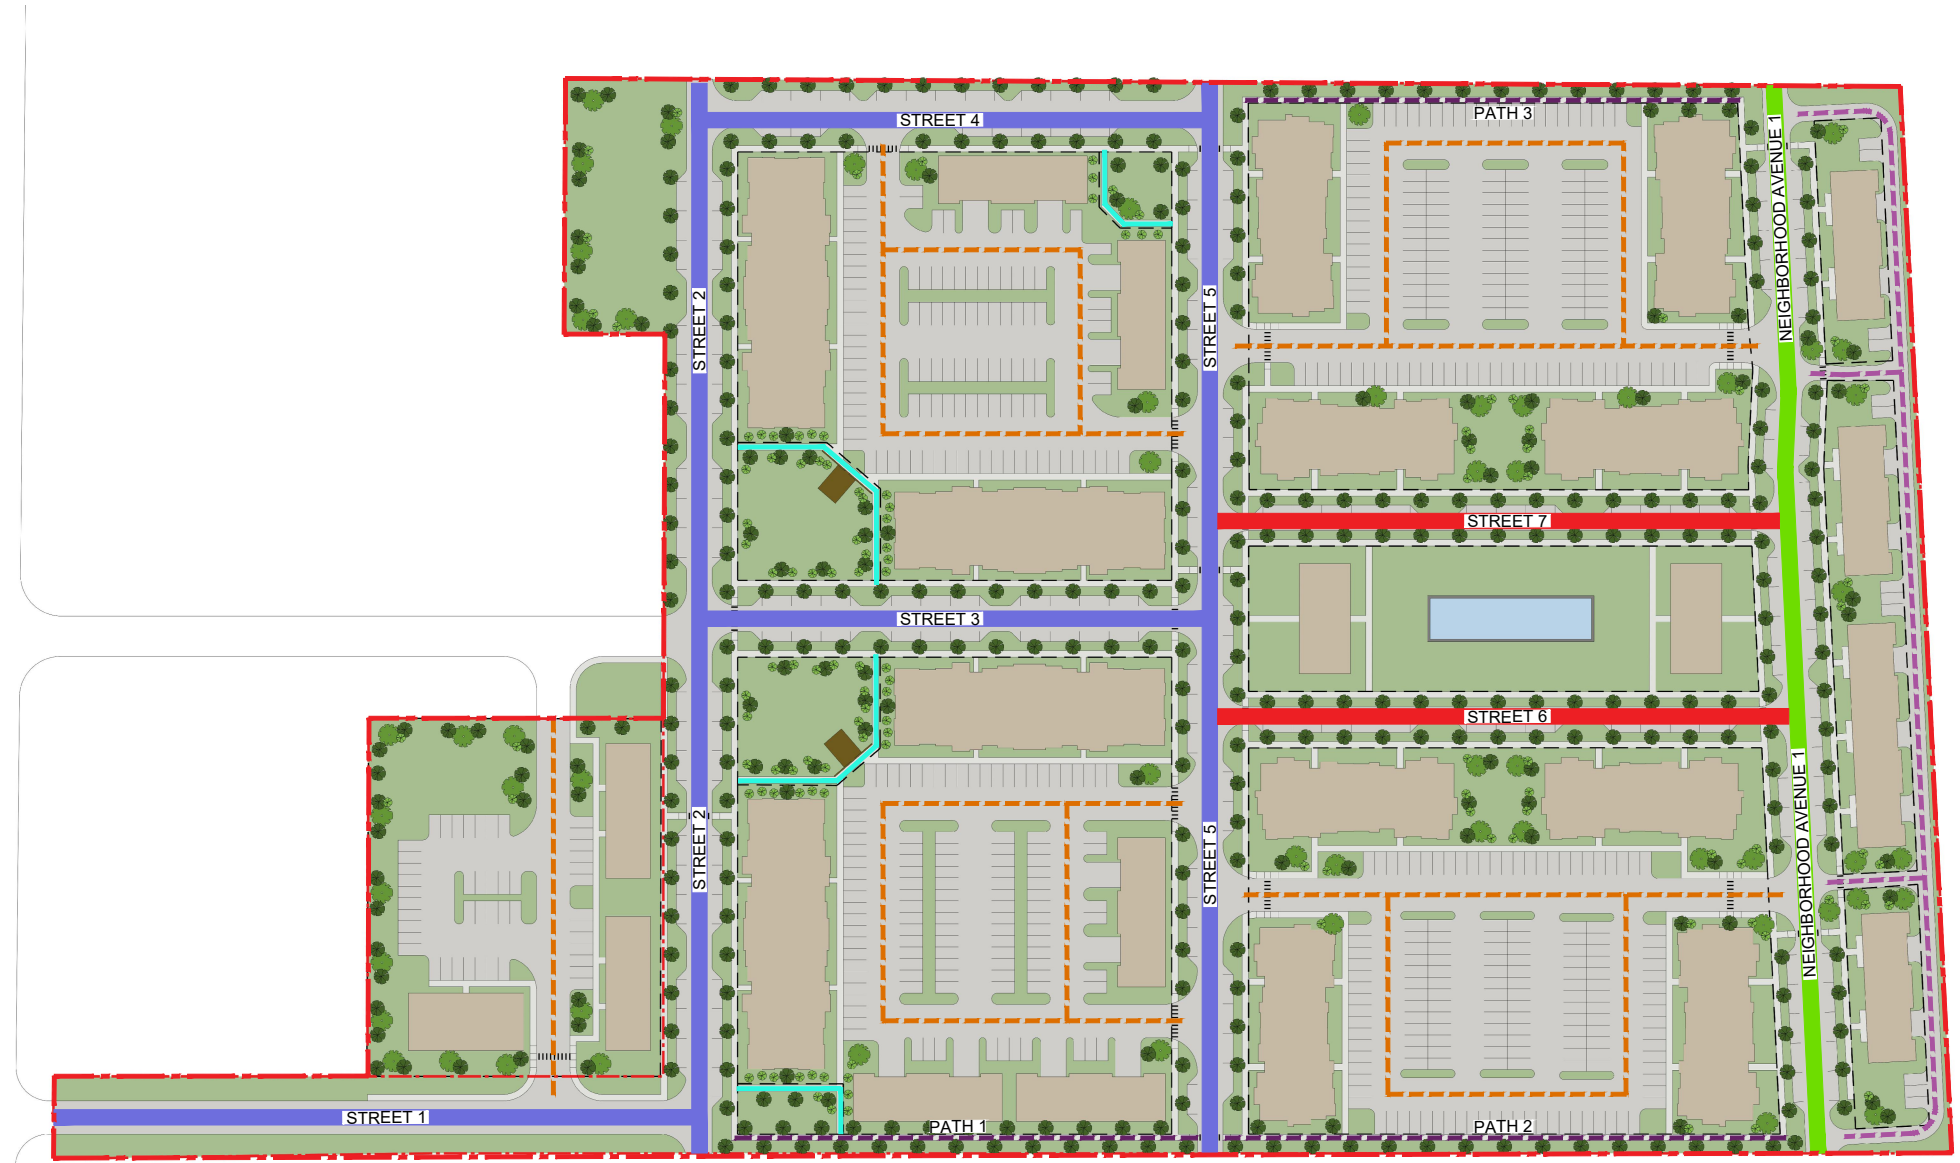 STREET 4
PATH 3
NEIGHBORHOOD AVENUE 1
STREET 2
STREET 5
STREET 7
STREET 3
STREET 6
STREET 2
STREET 5
NEIGHBORHOOD AVENUE 1
STREET 1
PATH 1
PATH 2